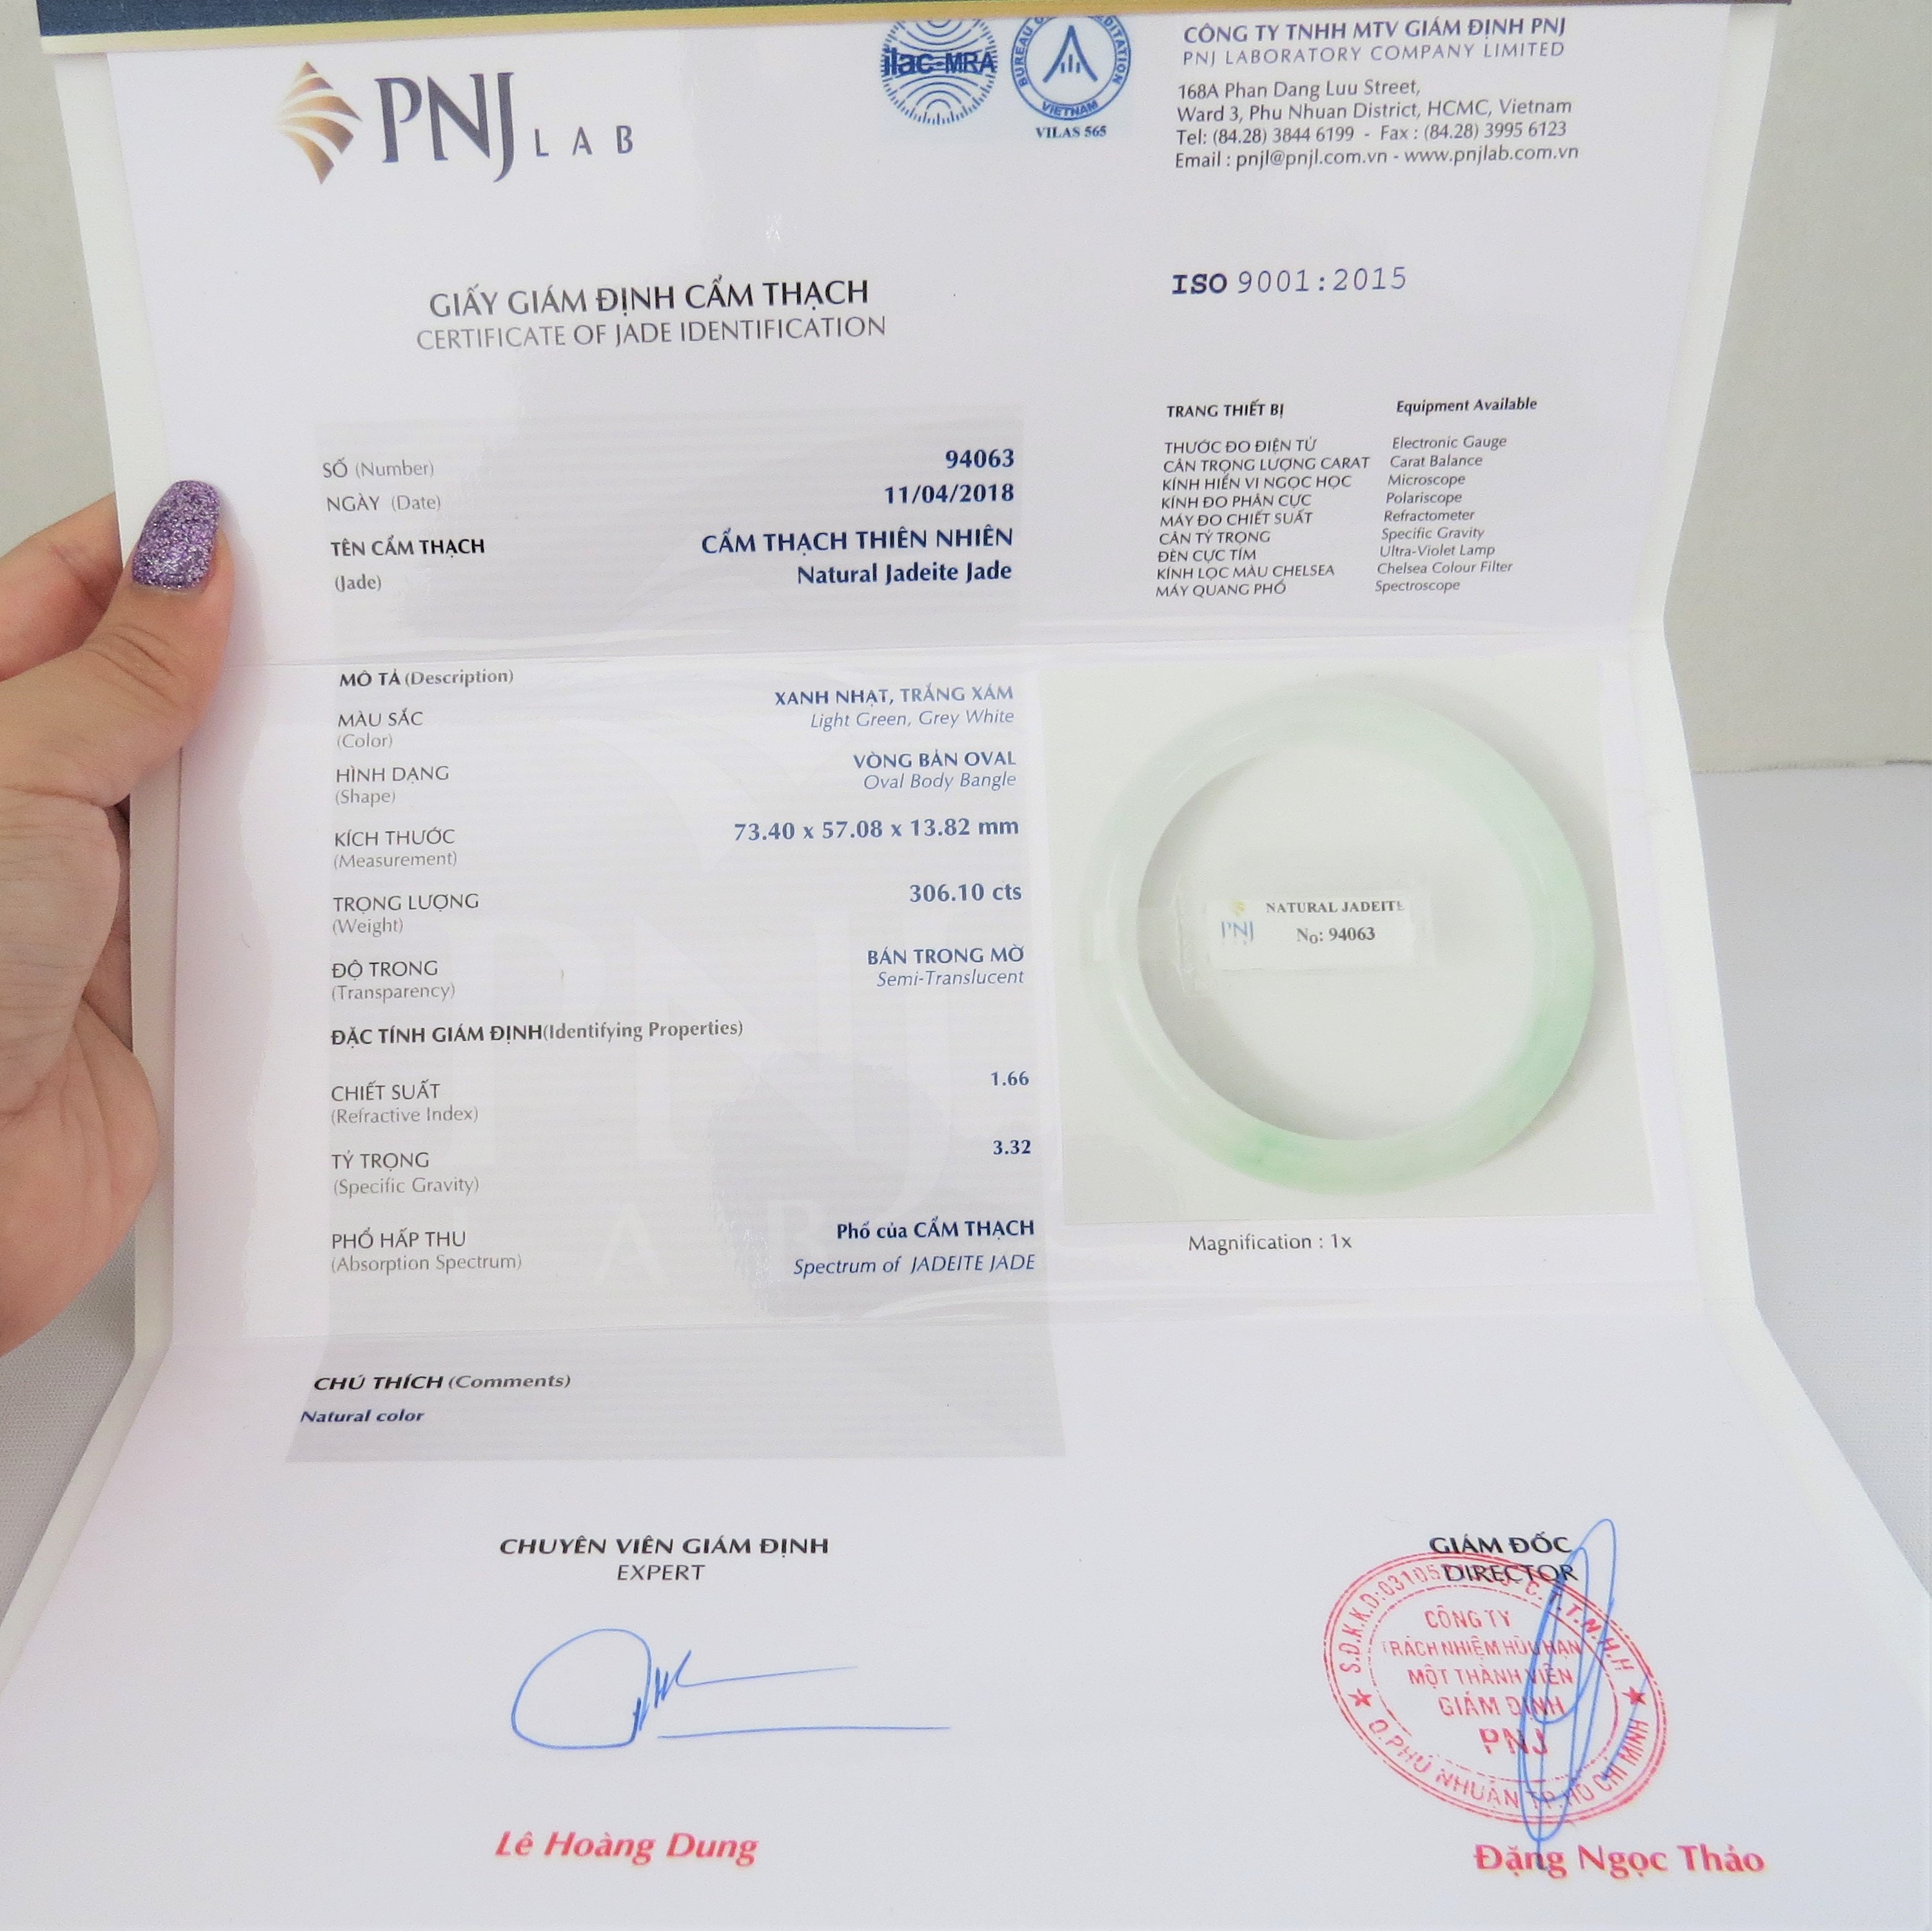 PNJ LAB
ilac-MRA
VIETNAM
VILAS 565
CÔNG TY TNHH MTV GIÁM ĐỊNH PNJ
PNJ LABORATORY COMPANY LIMITED
168A Phan Dang Luu Street,
Ward 3, Phu Nhuan District, HCMC, Vietnam
Tel: (84.28) 3844 6199 - Fax : (84.28) 3995 6123
Email : pnjl@pnjl.com.vn - www.pnjlab.com.vn
GIẤY GIÁM ĐỊNH CẨM THẠCH
CERTIFICATE OF JADE IDENTIFICATION
ISO 9001:2015
SỐ (Number) 94063
NGÀY (Date) 11/04/2018
TÊN CẨM THẠCH CẨM THẠCH THIÊN NHIÊN
(Jade) Natural Jadeite Jade
TRANG THIẾT BỊ Equipment Available
THƯỚC ĐO ĐIỆN TỬ Electronic Gauge
CÂN TRỌNG LƯỢNG CARAT Carat Balance
KÍNH HIỂN VI NGỌC HỌC Microscope
KÍNH ĐO PHÂN CỰC Polariscope
MÁY ĐO CHIẾT SUẤT Refractometer
CÂN TỶ TRỌNG Specific Gravity
ĐÈN CỰC TÍM Ultra-Violet Lamp
KÍNH LỌC MÀU CHELSEA Chelsea Colour Filter
MÁY QUANG PHỔ Spectroscope
MÔ TẢ (Description)
MÀU SẮC XANH NHẠT, TRẮNG XÁM
(Color) Light Green, Grey White
HÌNH DẠNG VÒNG BẢN OVAL
(Shape) Oval Body Bangle
KÍCH THƯỚC 73.40 x 57.08 x 13.82 mm
(Measurement)
TRỌNG LƯỢNG 306.10 cts
(Weight)
ĐỘ TRONG BÁN TRONG MỜ
(Transparency) Semi-Translucent
ĐẶC TÍNH GIÁM ĐỊNH(Identifying Properties)
CHIẾT SUẤT 1.66
(Refractive Index)
TỶ TRỌNG 3.32
(Specific Gravity)
PHỔ HẤP THU Phổ của CẨM THẠCH
(Absorption Spectrum) Spectrum of JADEITE JADE
PNJ
NATURAL JADEITE
No: 94063
Magnification : 1x
CHÚ THÍCH (Comments)
Natural color
CHUYÊN VIÊN GIÁM ĐỊNH
EXPERT
Lê Hoàng Dung
GIÁM ĐỐC
DIRECTOR
CÔNG TY
TRÁCH NHIỆM HỮU HẠN
MỘT THÀNH VIÊN
GIÁM ĐỊNH
PNJ
Q.PHÚ NHUẬN TP.HỒ CHÍ MINH
Đặng Ngọc Thảo